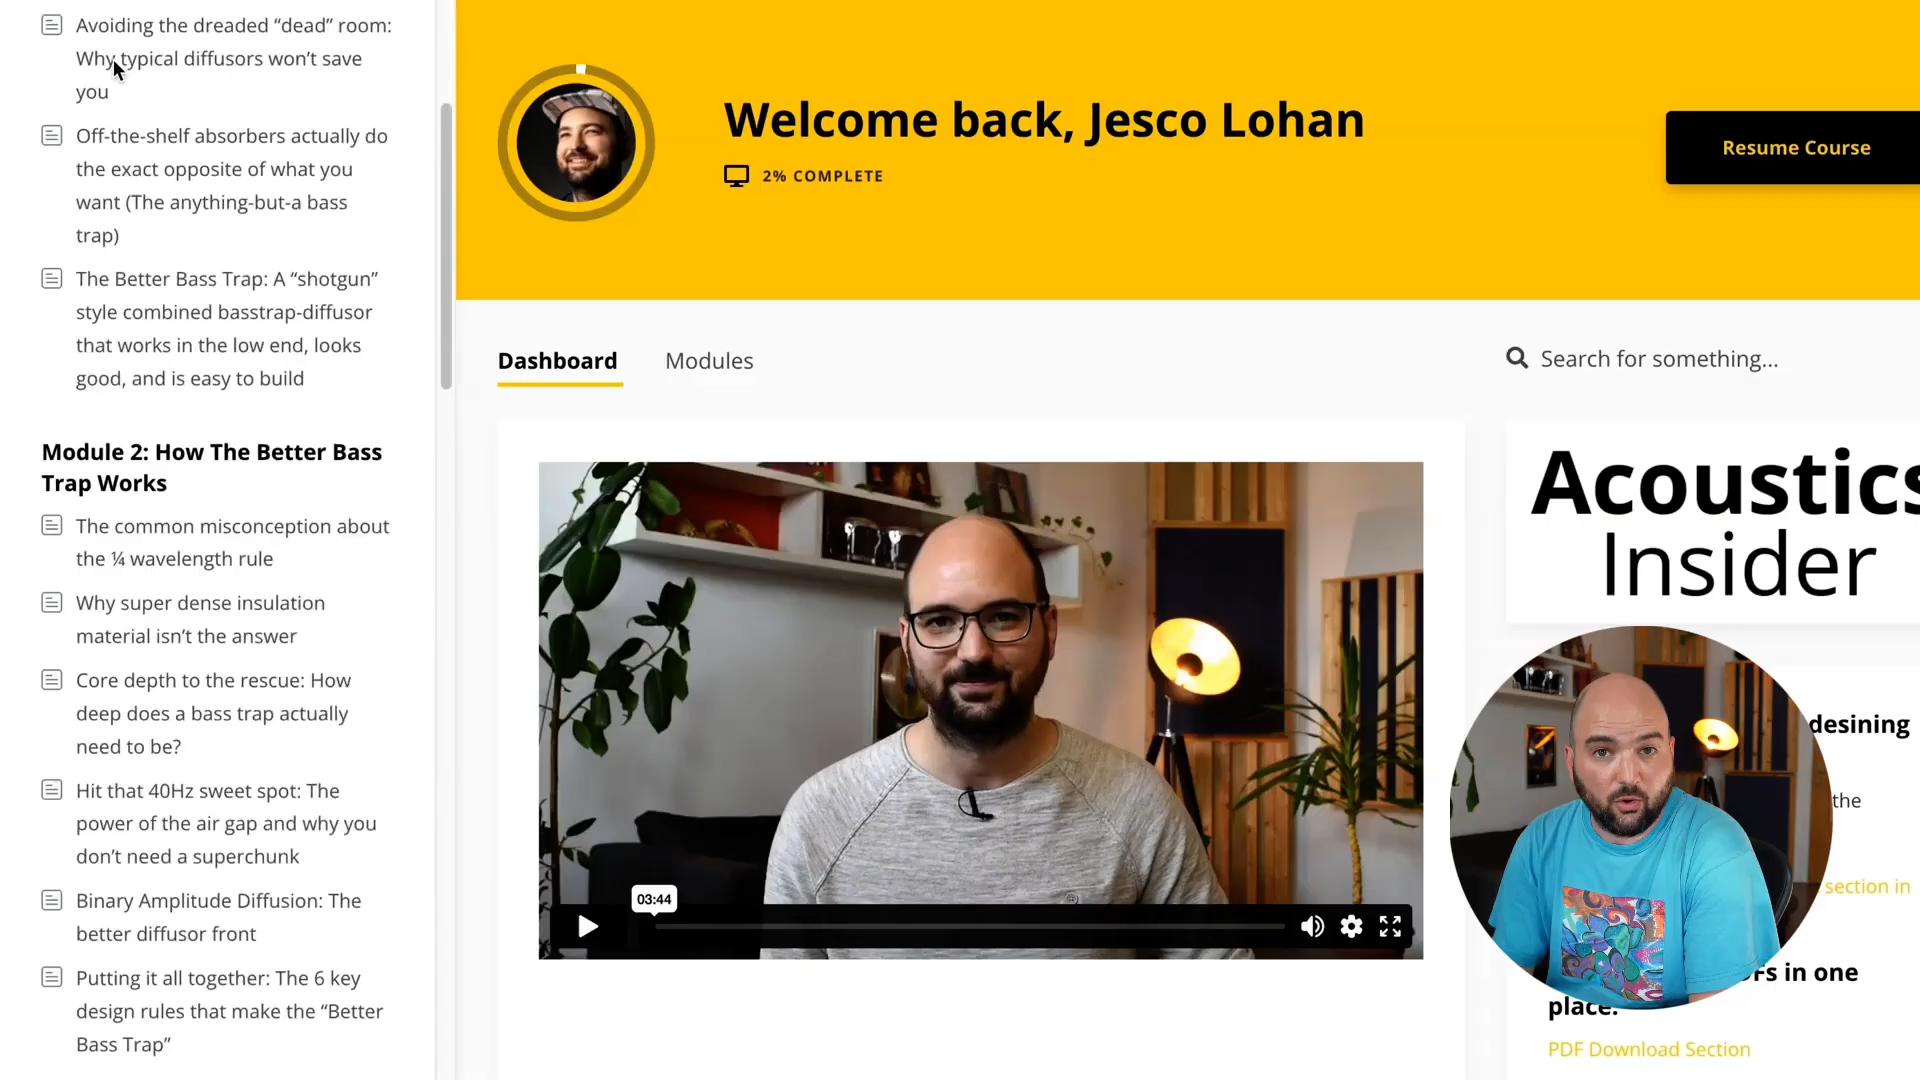 Avoiding the dreaded “dead” room:
Why typical diffusors won’t save
you
Off-the-shelf absorbers actually do
the exact opposite of what you
want (The anything-but-a bass
trap)
The Better Bass Trap: A “shotgun”
style combined basstrap-diffusor
that works in the low end, looks
good, and is easy to build
Module 2: How The Better Bass
Trap Works
The common misconception about
the ¼ wavelength rule
Why super dense insulation
material isn’t the answer
Core depth to the rescue: How
deep does a bass trap actually
need to be?
Hit that 40Hz sweet spot: The
power of the air gap and why you
don’t need a superchunk
Binary Amplitude Diffusion: The
better diffusor front
Putting it all together: The 6 key
design rules that make the “Better
Bass Trap”
Welcome back, Jesco Lohan
2% COMPLETE
Resume Course
Dashboard
Modules
Search for something...
03:44
Acoustics
Insider
desining
the
section in
in one
place.
PDF Download Section